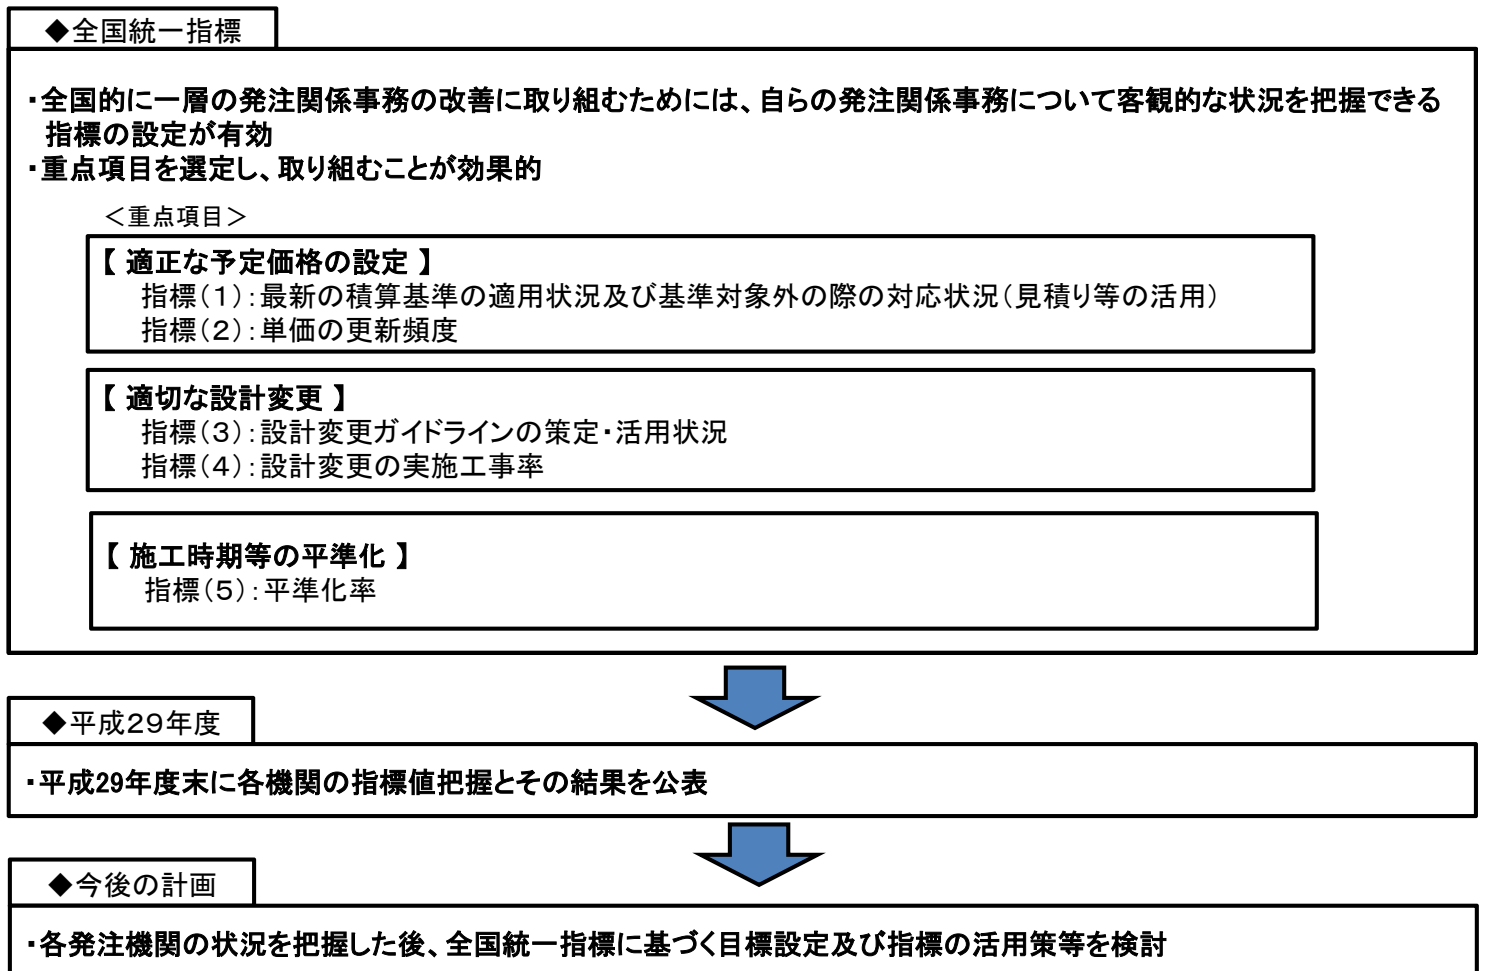 ◆全国統一指標
・全国的に一層の発注関係事務の改善に取り組むためには、自らの発注関係事務について客観的な状況を把握できる
指標の設定が有効
・重点項目を選定し、取り組むことが効果的
＜重点項目＞
【 適正な予定価格の設定 】
指標（１）：最新の積算基準の適用状況及び基準対象外の際の対応状況（見積り等の活用）
指標（２）：単価の更新頻度
【 適切な設計変更 】
指標（３）：設計変更ガイドラインの策定・活用状況
指標（４）：設計変更の実施工事率
【 施工時期等の平準化 】
指標（５）：平準化率
◆平成２９年度
・平成29年度末に各機関の指標値把握とその結果を公表
◆今後の計画
・各発注機関の状況を把握した後、全国統一指標に基づく目標設定及び指標の活用策等を検討